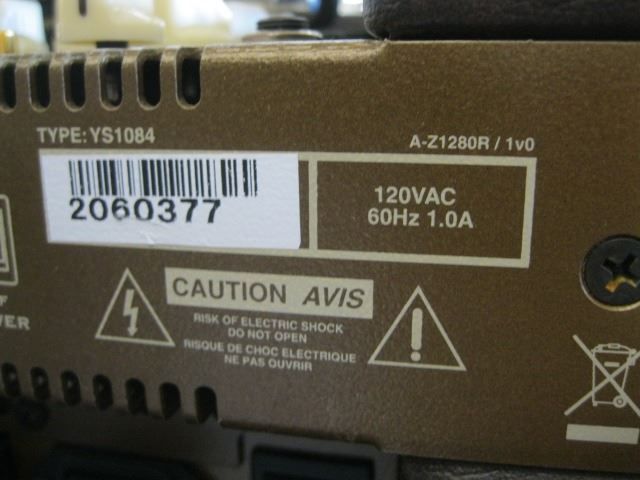 TYPE: YS1084
A-Z1280R / 1v0
2060377
120VAC
60Hz 1.0A
CAUTION AVIS
RISK OF ELECTRIC SHOCK
DO NOT OPEN
RISQUE DE CHOC ELECTRIQUE
NE PAS OUVRIR